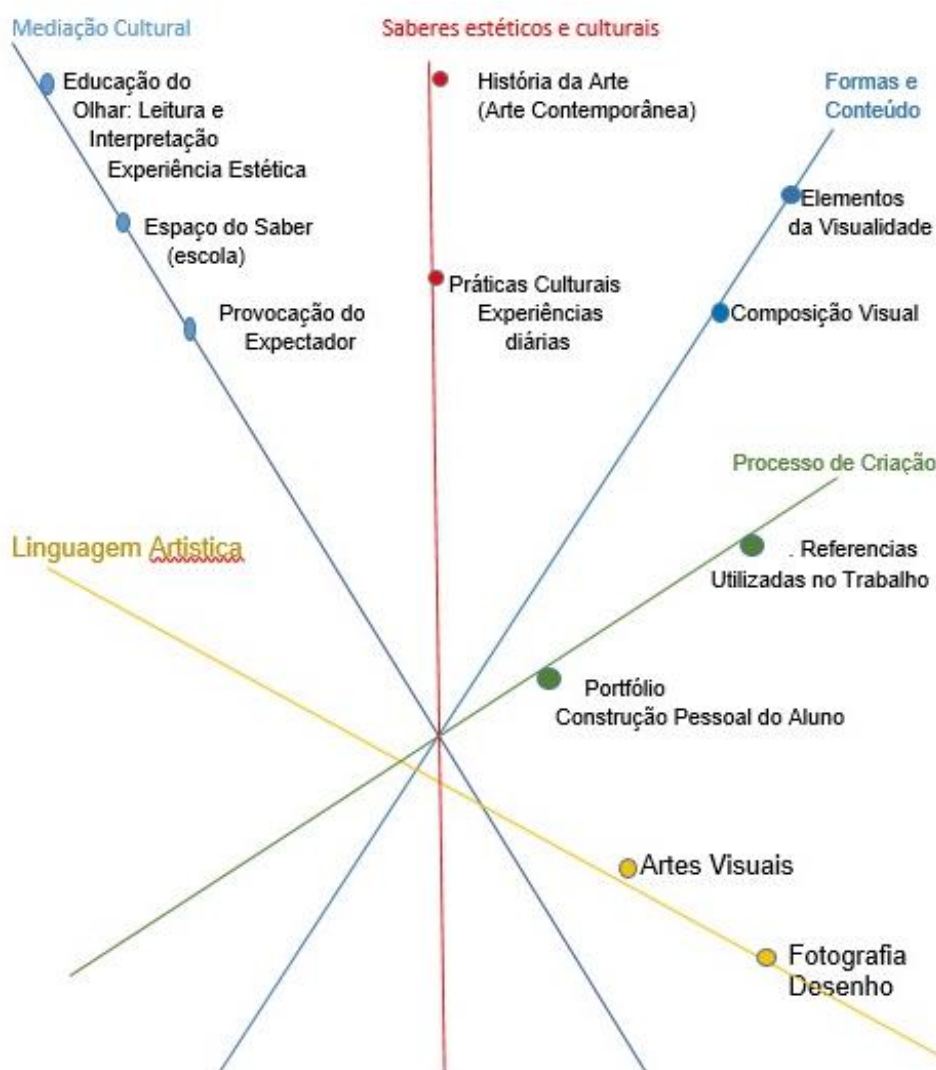 Mediação Cultural
Educação do
Olhar: Leitura e
Interpretação
Experiência Estética
Espaço do Saber
(escola)
Provocação do
Expectador
Saberes estéticos e culturais
História da Arte
(Arte Contemporânea)
Práticas Culturais
Experiências
diárias
Formas e
Conteúdo
Elementos
da Visualidade
Composição Visual
Processo de Criação
. Referencias
Utilizadas no Trabalho
Portfólio
Construção Pessoal do Aluno
Linguagem Artistica
Artes Visuais
Fotografia
Desenho